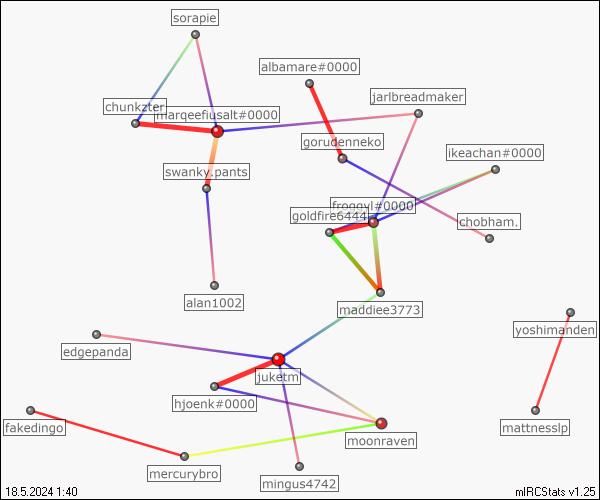 sorapie
albamare#0000
jarlbreadmaker
chunkzter
marqeefiusalt#0000
gorudenneko
ikeachan#0000
swanky.pants
froggyl#0000
goldfire6444
chobham.
alan1002
maddiee3773
yoshimanden
edgepanda
juketm
hjoenk#0000
fakedingo
mattnesslp
moonraven
mercurybro
mingus4742
18.5.2024 1:40
mIRCStats v1.25